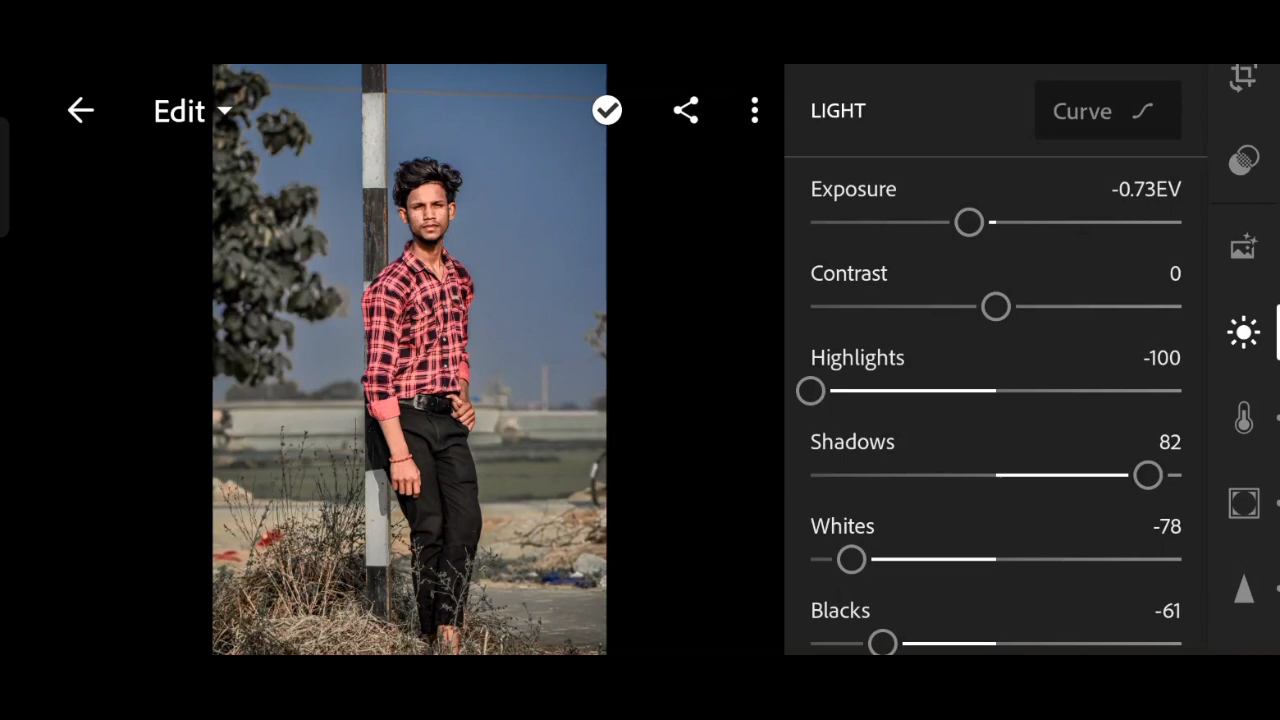 Edit
LIGHT
Curve
Exposure -0.73EV
Contrast 0
Highlights -100
Shadows 82
Whites -78
Blacks -61